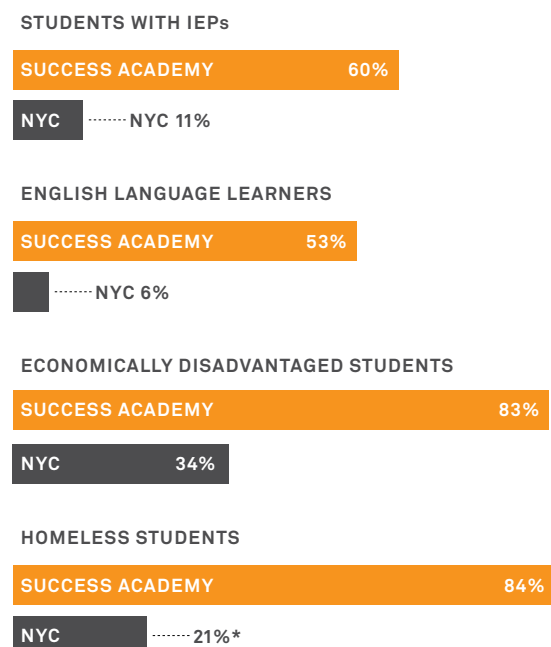 STUDENTS WITH IEPs
SUCCESS ACADEMY 60%
NYC NYC 11%
ENGLISH LANGUAGE LEARNERS
SUCCESS ACADEMY 53%
NYC 6%
ECONOMICALLY DISADVANTAGED STUDENTS
SUCCESS ACADEMY 83%
NYC 34%
HOMELESS STUDENTS
SUCCESS ACADEMY 84%
NYC 21%*